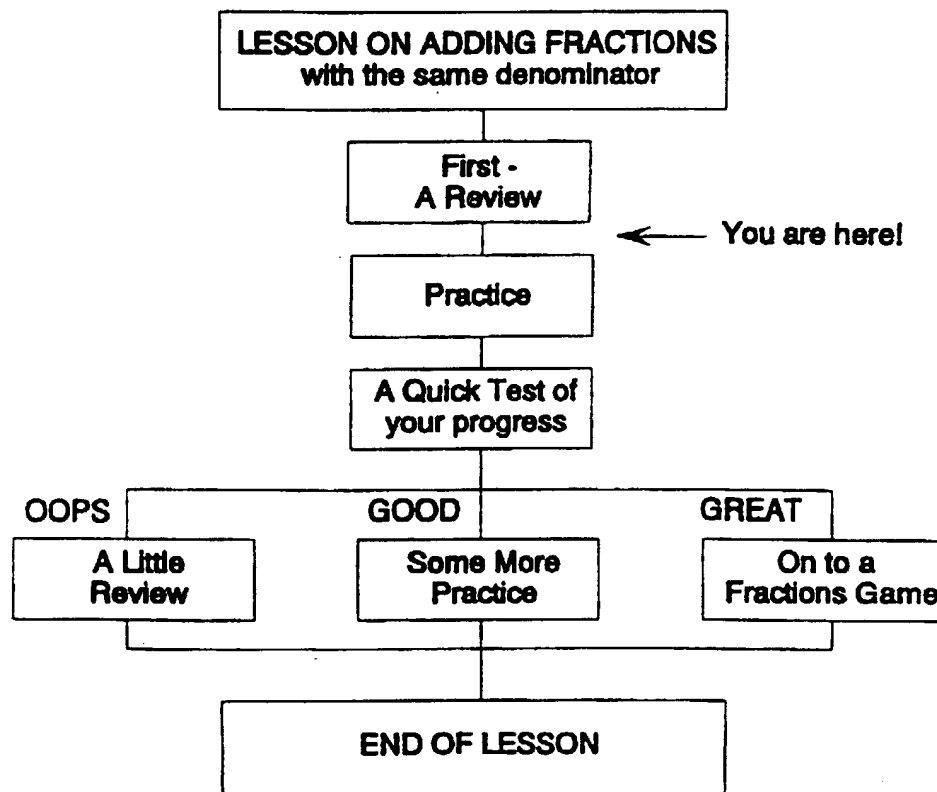 LESSON ON ADDING FRACTIONS
with the same denominator
First -
A Review
You are here!
Practice
A Quick Test of
your progress
OOPS
GOOD
GREAT
A Little
Review
Some More
Practice
On to a
Fractions Game
END OF LESSON